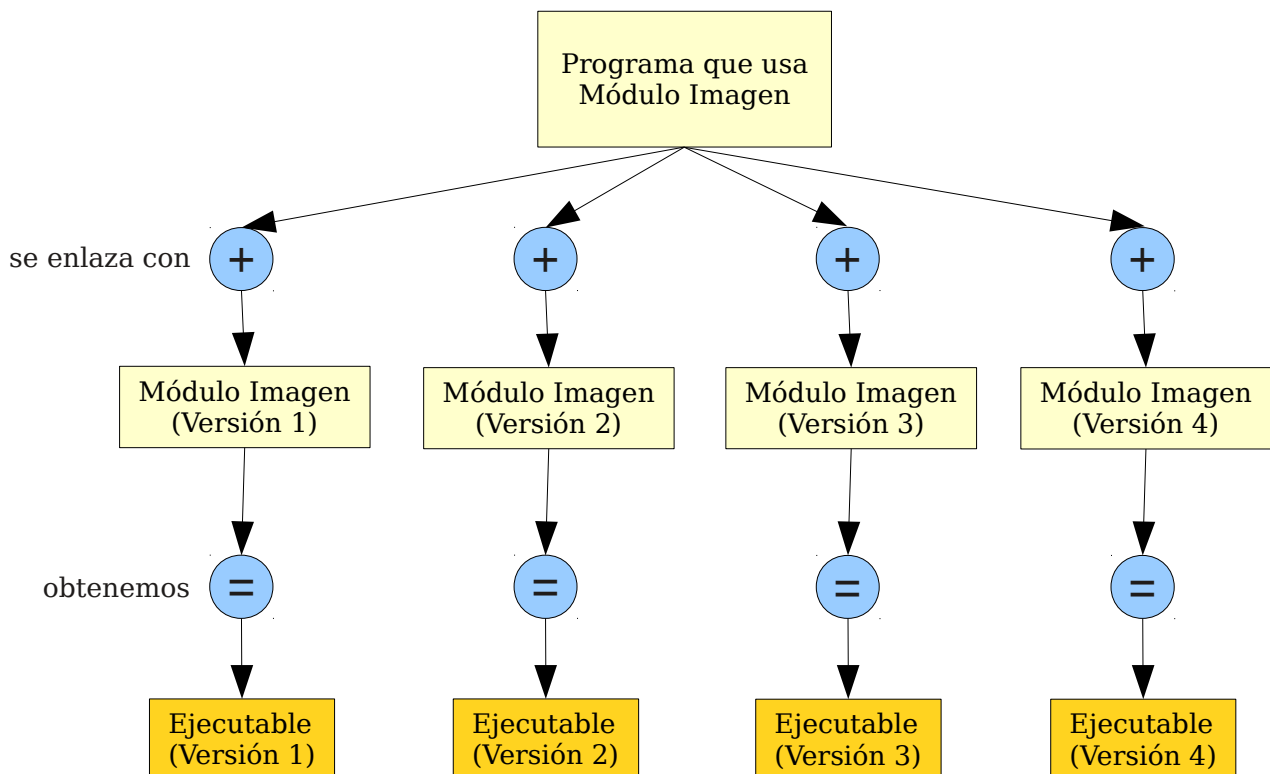 Programa que usa
Módulo Imagen
se enlaza con
+
+
+
+
Módulo Imagen
(Versión 1)
Módulo Imagen
(Versión 2)
Módulo Imagen
(Versión 3)
Módulo Imagen
(Versión 4)
obtenemos
=
=
=
=
Ejecutable
(Versión 1)
Ejecutable
(Versión 2)
Ejecutable
(Versión 3)
Ejecutable
(Versión 4)